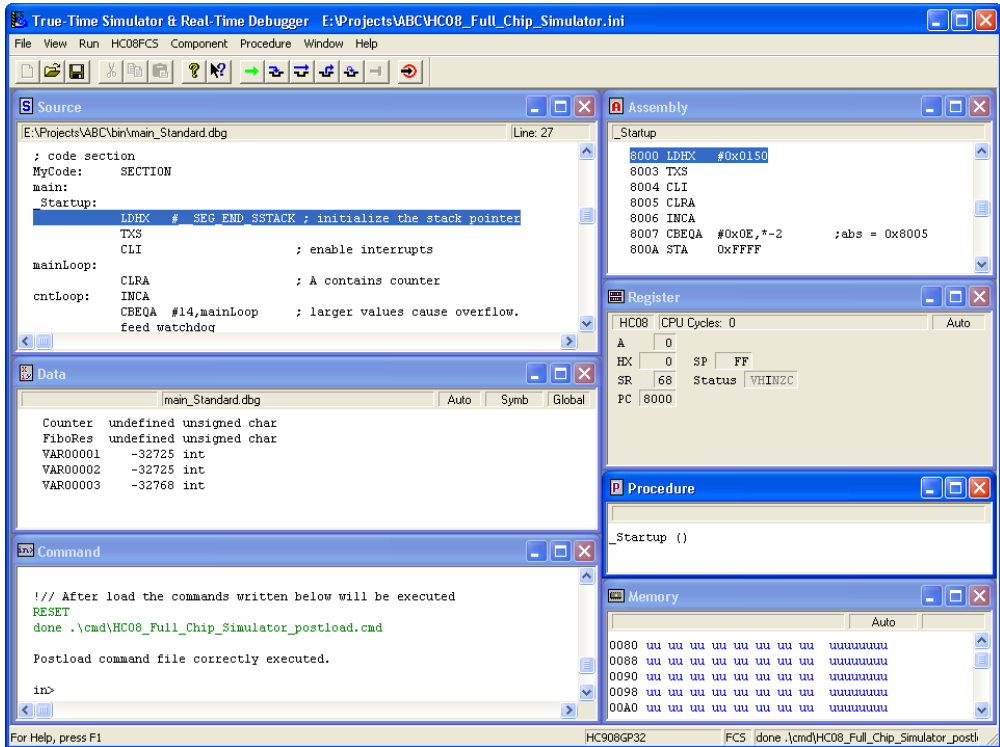 True-Time Simulator & Real-Time Debugger E:\Projects\ABC\HC08_Full_Chip_Simulator.ini
File View Run HC08FCS Component Procedure Window Help
Source
E:\Projects\ABC\bin\main_Standard.dbg Line: 27
; code section
MyCode: SECTION
main:
_Startup:
LDHX #__SEG_END_SSTACK ; initialize the stack pointer
TXS
CLI ; enable interrupts
mainLoop:
CLRA ; A contains counter
cntLoop: INCA
CBEQA #14,mainLoop ; larger values cause overflow.
feed_watchdog
Data
main_Standard.dbg Auto Symb Global
Counter undefined unsigned char
FiboRes undefined unsigned char
VAR00001 -32725 int
VAR00002 -32725 int
VAR00003 -32768 int
Command
!// After load the commands written below will be executed
RESET
done .\cmd\HC08_Full_Chip_Simulator_postload.cmd
Postload command file correctly executed.
in>
Assembly
_Startup
8000 LDHX #0x0150
8003 TXS
8004 CLI
8005 CLRA
8006 INCA
8007 CBEQA #0x0E,*-2 ;abs = 0x8005
800A STA 0xFFFF
Register
HC08 CPU Cycles: 0 Auto
A 0
HX 0 SP FF
SR 68 Status VHINZC
PC 8000
Procedure
_Startup ()
Memory
Auto
0080 uu uu uu uu uu uu uu uu uuuuuuuu
0088 uu uu uu uu uu uu uu uu uuuuuuuu
0090 uu uu uu uu uu uu uu uu uuuuuuuu
0098 uu uu uu uu uu uu uu uu uuuuuuuu
00A0 uu uu uu uu uu uu uu uu uuuuuuuu
For Help, press F1 HC908GP32 FCS done .\cmd\HC08_Full_Chip_Simulator_postl